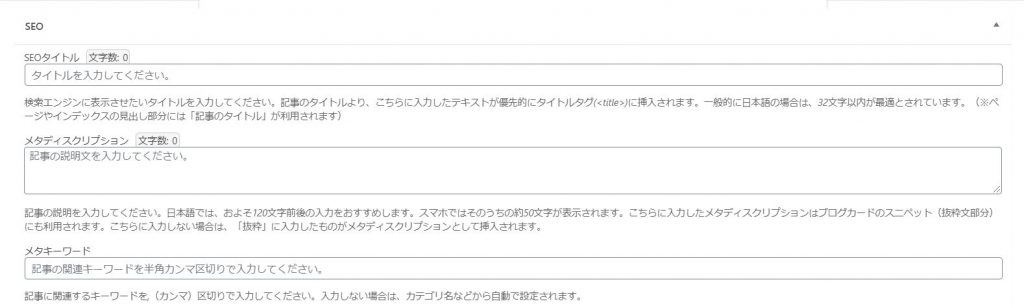 SEO
SEOタイトル 文字数: 0
タイトルを入力してください。
検索エンジンに表示させたいタイトルを入力してください。記事のタイトルより、こちらに入力したテキストが優先的にタイトルタグ(<title>)に挿入されます。一般的に日本語の場合は、32文字以内が最適とされています。（※ペ
ージやインデックスの見出し部分には「記事のタイトル」が利用されます）
メタディスクリプション 文字数: 0
記事の説明文を入力してください。
記事の説明を入力してください。日本語では、およそ120文字前後の入力をおすすめします。スマホではそのうちの約50文字が表示されます。こちらに入力したメタディスクリプションはブログカードのスニペット（抜粋文部分）
にも利用されます。こちらに入力しない場合は、「抜粋」に入力したものがメタディスクリプションとして挿入されます。
メタキーワード
記事の関連キーワードを半角カンマ区切りで入力してください。
記事に関連するキーワードを,（カンマ）区切りで入力してください。入力しない場合は、カテゴリ名などから自動で設定されます。